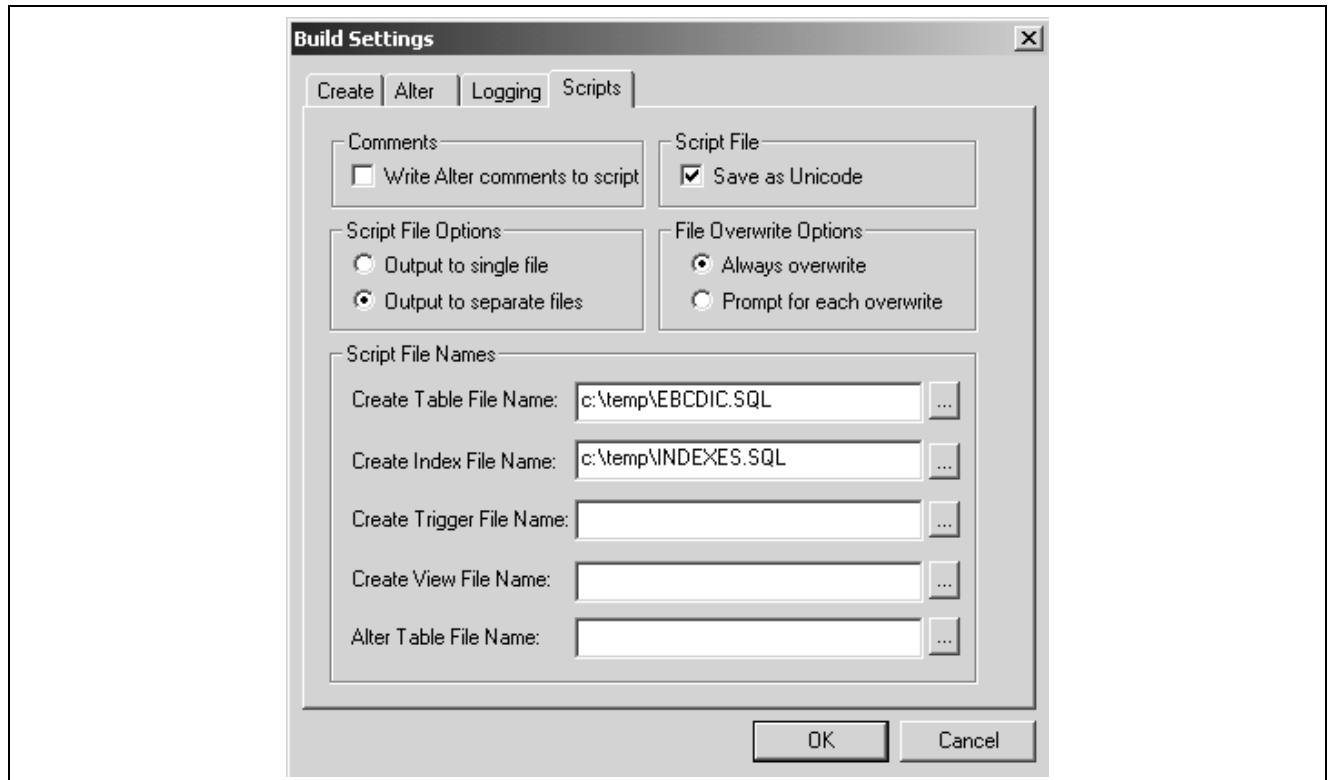 Build Settings
Create Alter Logging Scripts
Comments
Write Alter comments to script
Script File
Save as Unicode
Script File Options
Output to single file
Output to separate files
File Overwrite Options
Always overwrite
Prompt for each overwrite
Script File Names
Create Table File Name: c:\temp\EBCDIC.SQL ...
Create Index File Name: c:\temp\INDEXES.SQL ...
Create Trigger File Name: ...
Create View File Name: ...
Alter Table File Name: ...
OK Cancel